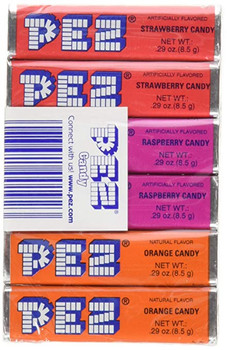 PEZ®
ARTIFICIALLY FLAVORED
STRAWBERRY CANDY
NET WT.
.29 oz. (8.5 g)
PEZ®
ARTIFICIALLY FLAVORED
STRAWBERRY CANDY
NET WT.:
.29 oz. (8.5 g)
Connect with us! www.pez.com
PEZ®
Candy
ARTIFICIALLY FLAVORED
RASPBERRY CANDY
NET WT.:
.29 oz. (8.5 g)
ARTIFICIALLY FLAVORED
RASPBERRY CANDY
NET WT.:
.29 oz. (8.5 g)
PEZ®
NATURAL FLAVOR
ORANGE CANDY
NET WT.:
.29 oz. (8.5 g)
PEZ®
NATURAL FLAVOR
ORANGE CANDY
NET WT.:
.29 oz. (8.5 g)